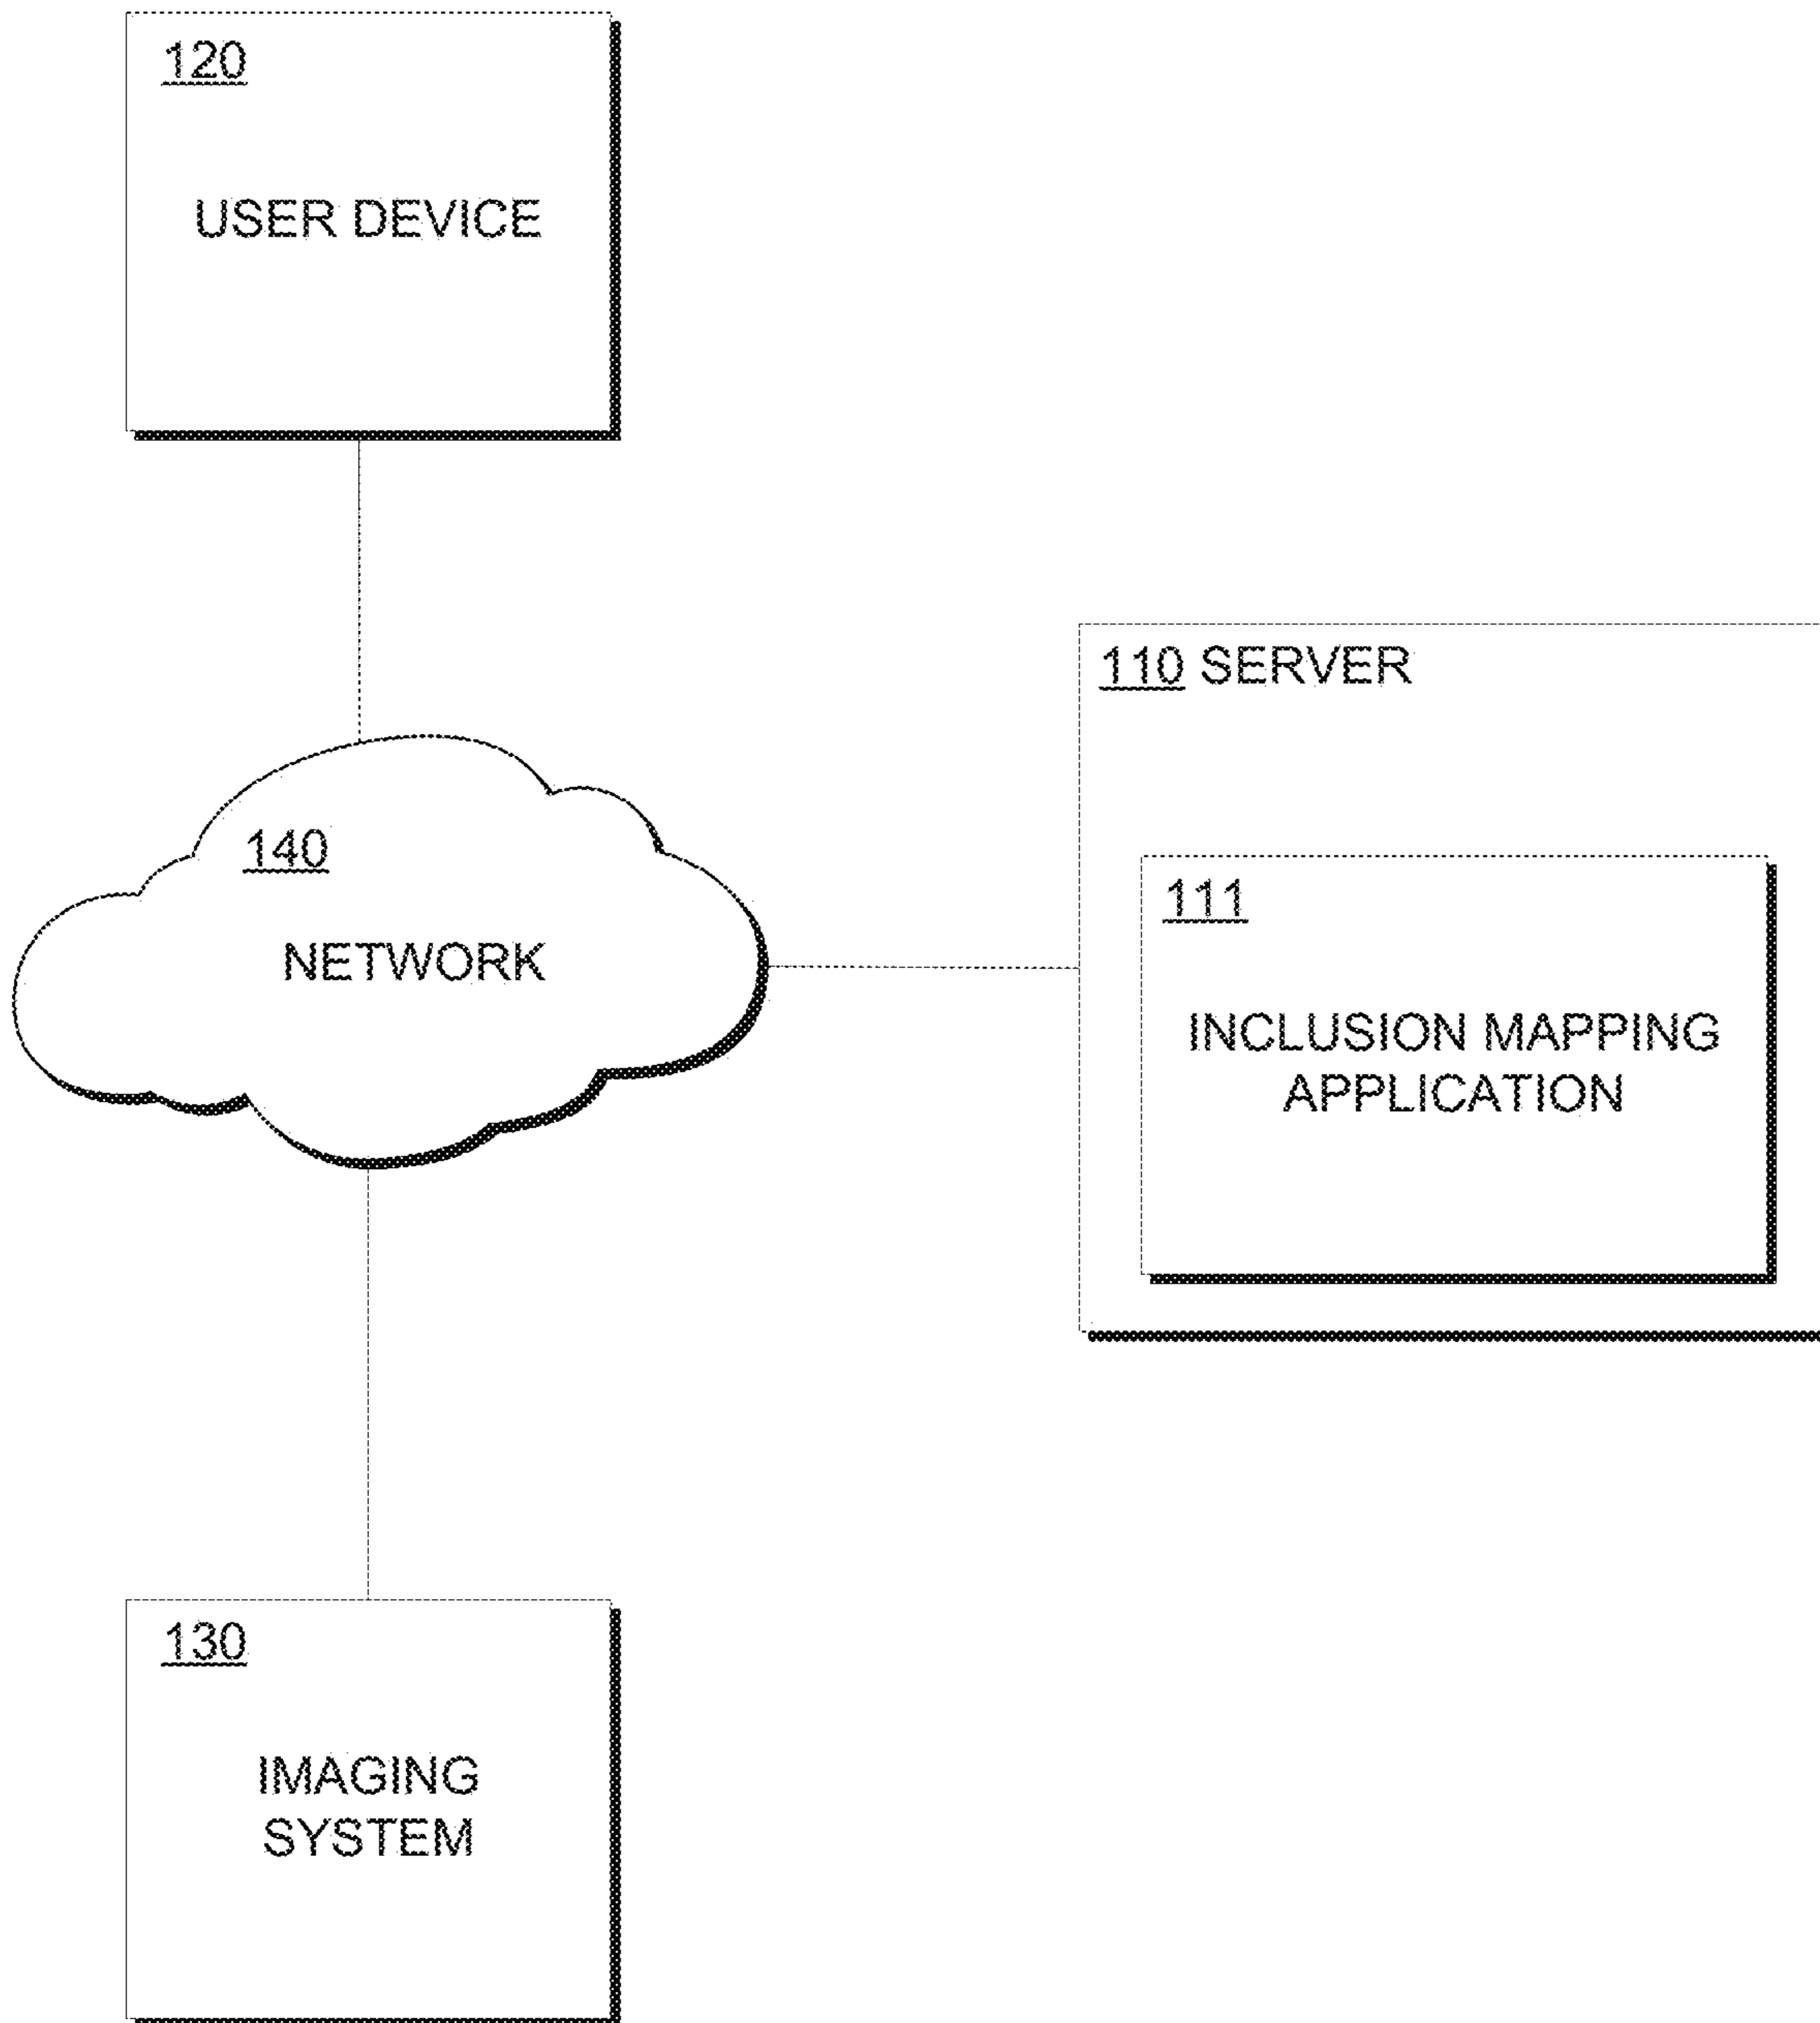 120
USER DEVICE
110 SERVER
140
NETWORK
111
INCLUSION MAPPING
APPLICATION
130
IMAGING
SYSTEM